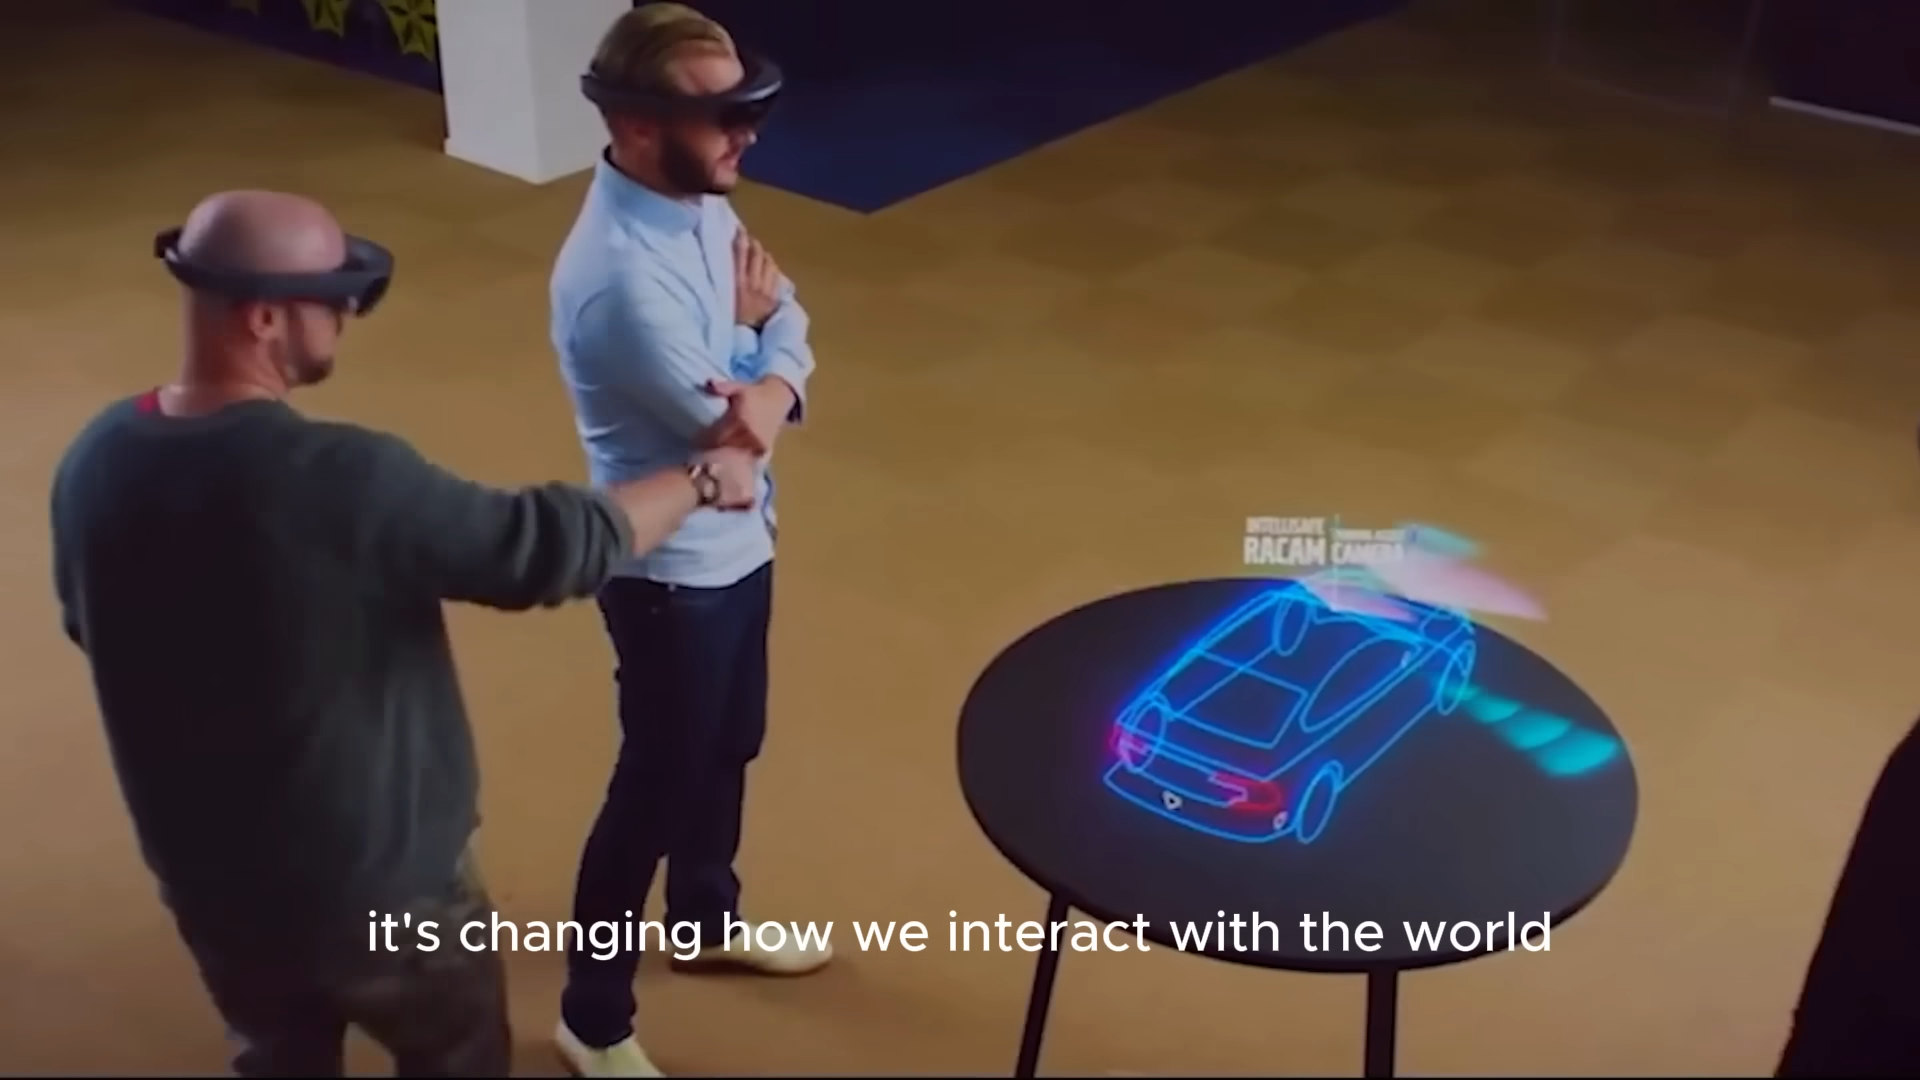 INTELLISAFE
RACAM CAMERA
it's changing how we interact with the world